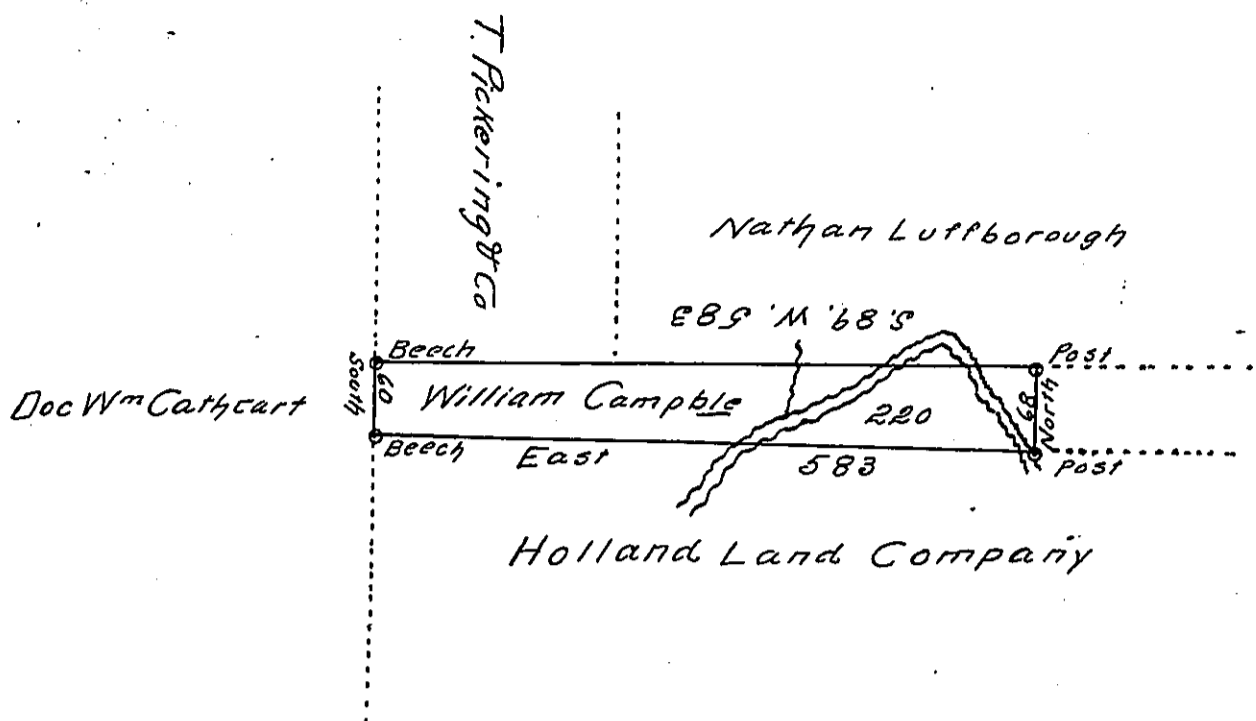 T. Pickering & Co
Nathan Luffborough
S. 89. W. 583
Beech
Post
South
60
William Campble
220
68
North
Doc Wm Cathcart
Beech
East
583
Post
Holland Land Company